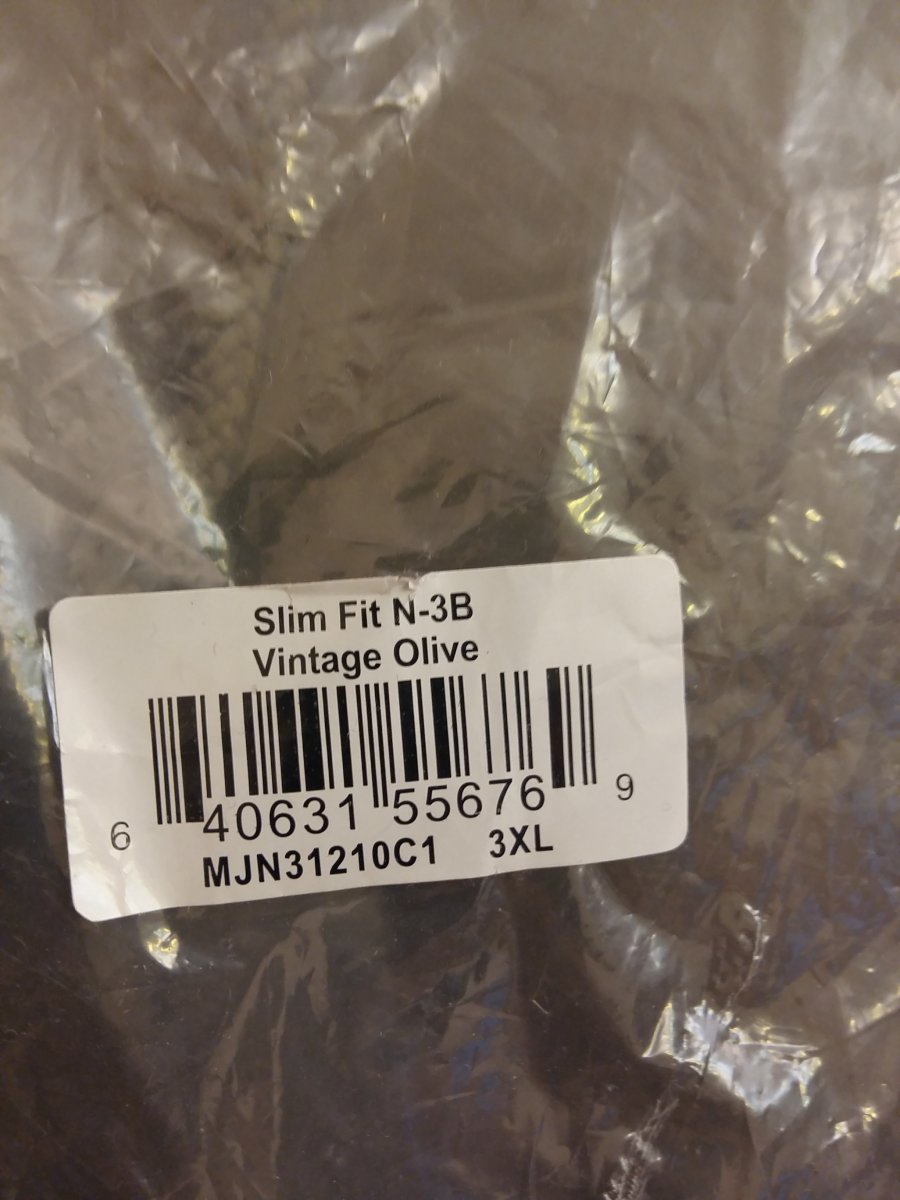 Slim Fit N-3B
Vintage Olive
6 40631 55676 9
MJN31210C1 3XL